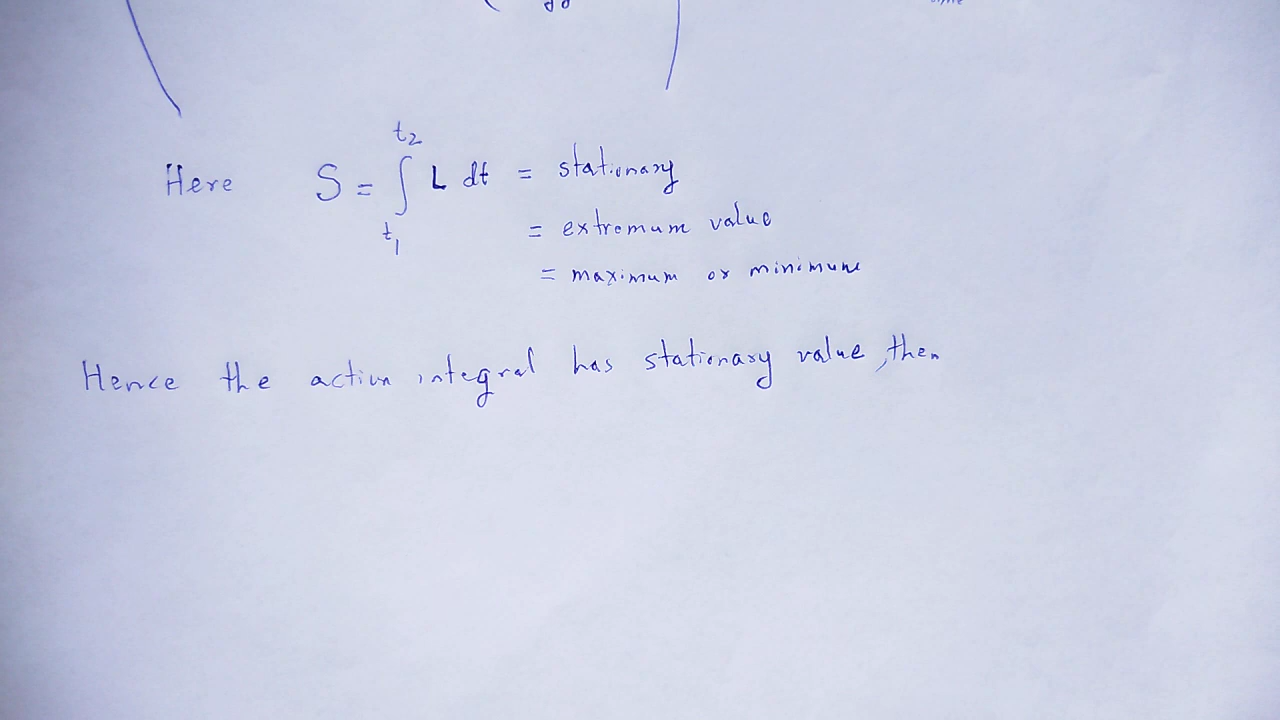 Here S = ∫ L dt = stationary
t2
t1
= extremum value
= maximum or minimum
Hence the action integral has stationary value, then